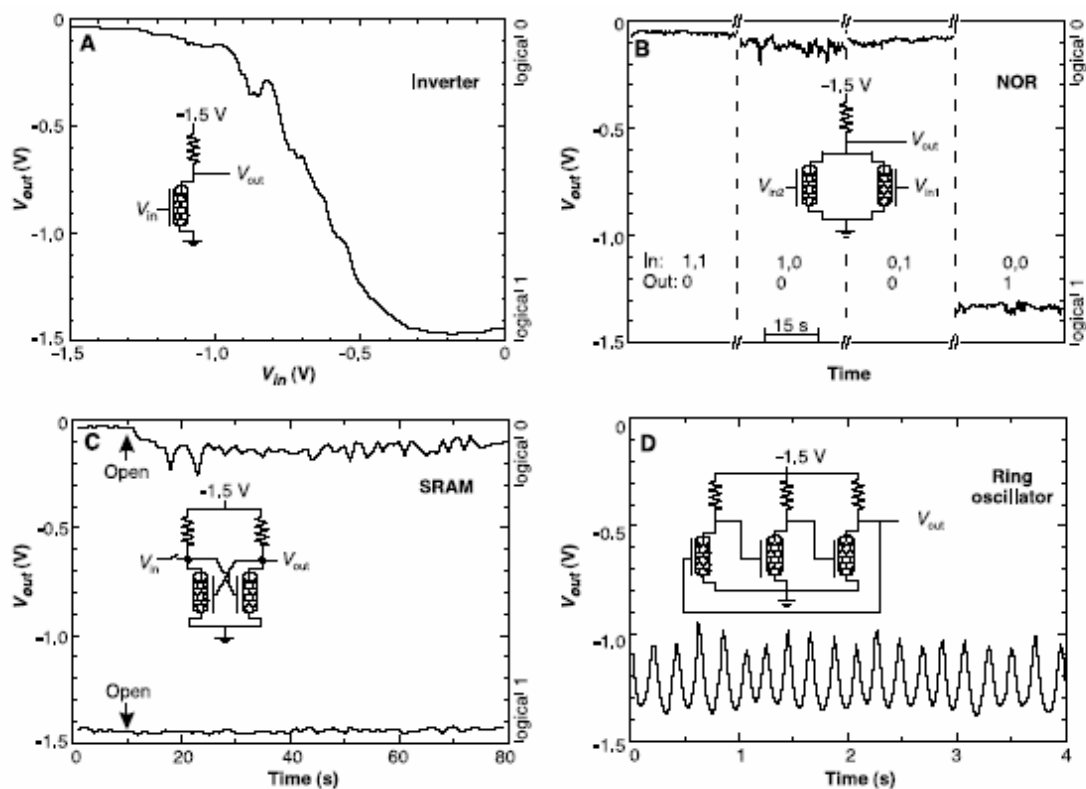 A
Inverter
0
-0.5
-1.0
-1.5
V_out (V)
logical 0
logical 1
-1,5 V
V_out
V_in
-1,5 -1,0 -0,5 0
V_in (V)
B
NOR
0
-0.5
-1.0
-1.5
V_out (V)
logical 0
logical 1
-1,5 V
V_out
V_in2 V_in1
In: 1,1 1,0 0,1 0,0
Out: 0 0 0 1
15 s
Time
C
Open
SRAM
0
-0.5
-1.0
-1.5
V_out (V)
logical 0
logical 1
-1.5 V
V_in V_out
Open
0 20 40 60 80
Time (s)
D
Ring
oscillator
0
-0.5
-1.0
-1.5
V_out (V)
-1,5 V
V_out
0 1 2 3 4
Time (s)